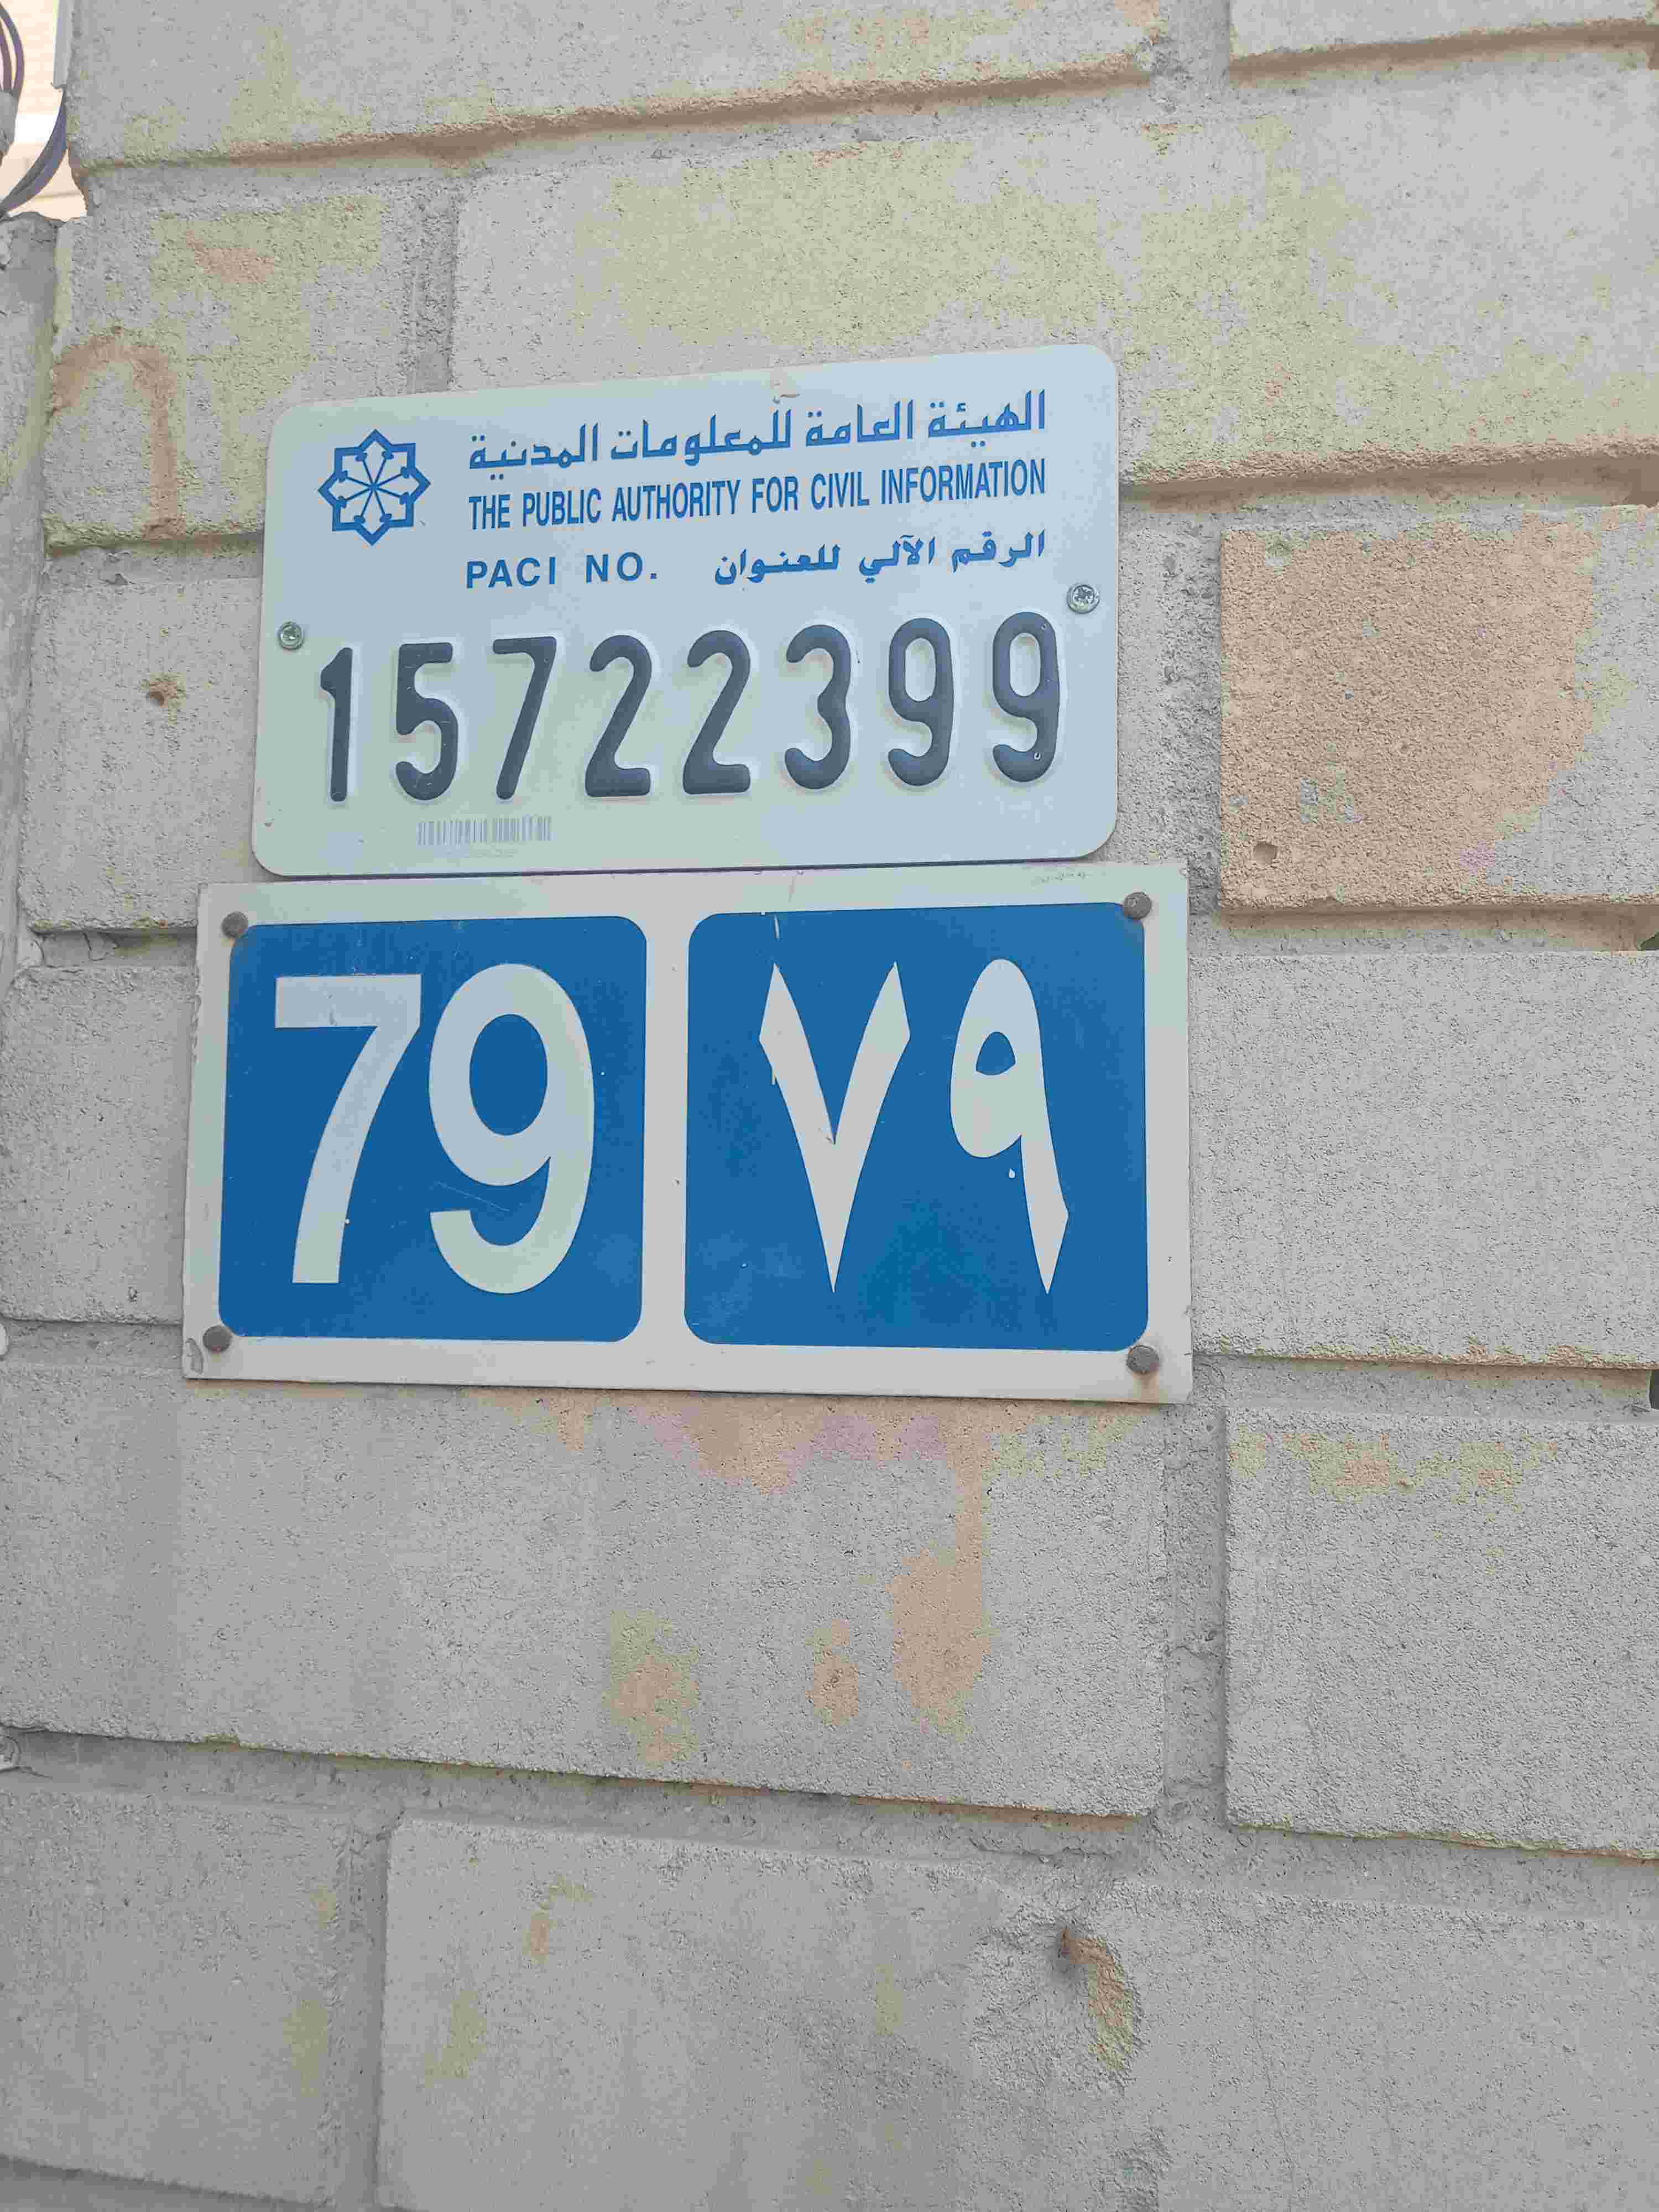 الهيئة العامة للمعلومات المدنية
THE PUBLIC AUTHORITY FOR CIVIL INFORMATION
PACI NO. الرقم الآلي للعنوان
15722399
79 ٧٩